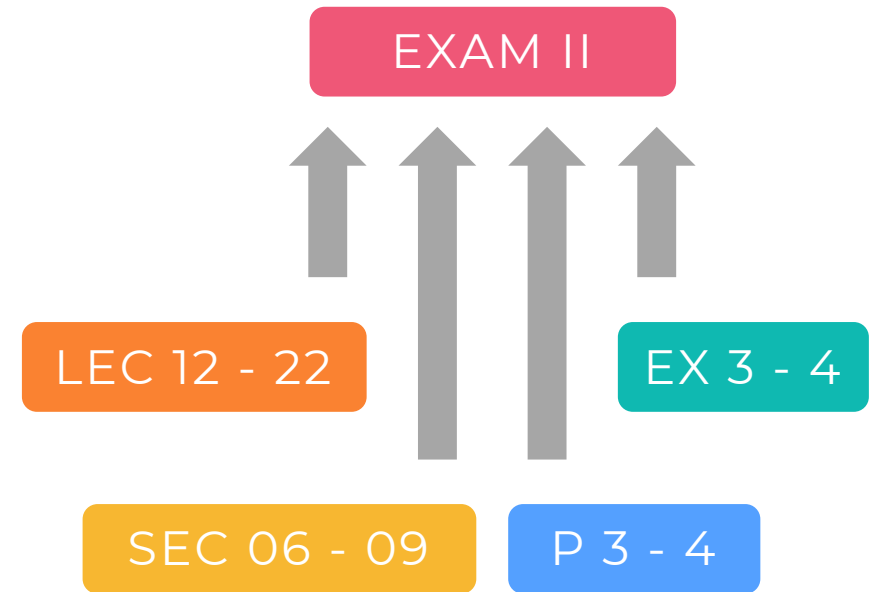 EXAM II
LEC 12 - 22
EX 3 - 4
SEC 06 - 09
P 3 - 4